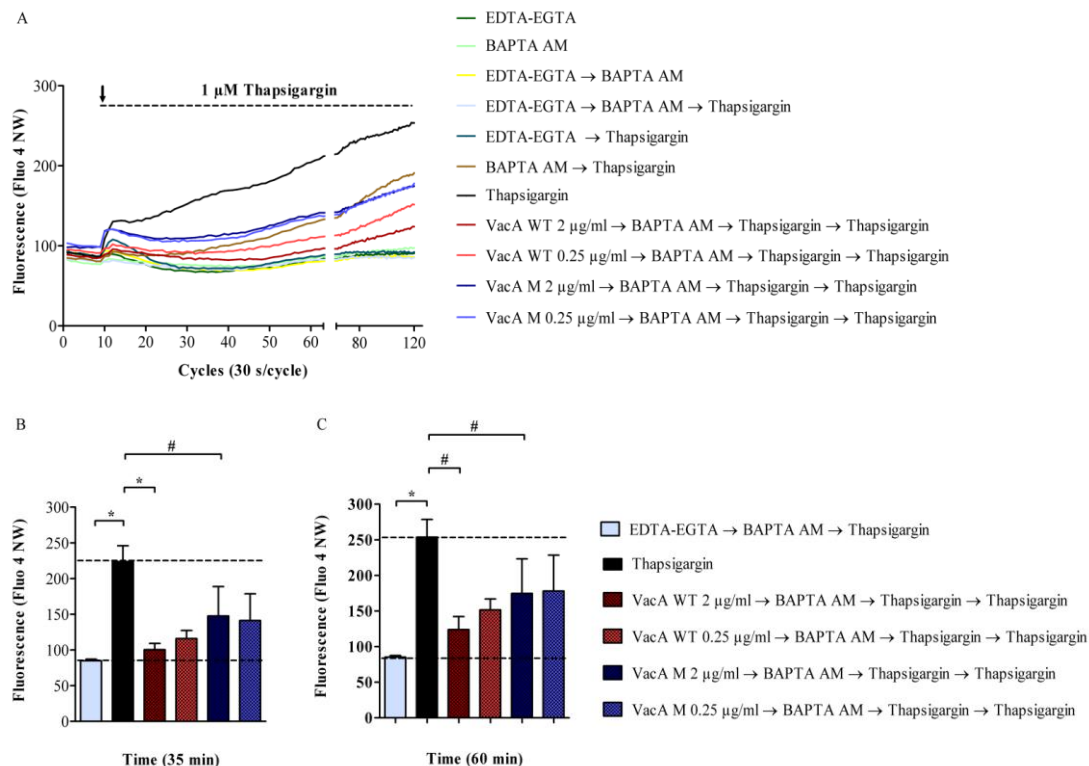 A
EDTA-EGTA
BAPTA AM
EDTA-EGTA → BAPTA AM
EDTA-EGTA → BAPTA AM → Thapsigargin
EDTA-EGTA → Thapsigargin
BAPTA AM → Thapsigargin
Thapsigargin
VacA WT 2 µg/ml → BAPTA AM → Thapsigargin → Thapsigargin
VacA WT 0.25 µg/ml → BAPTA AM → Thapsigargin → Thapsigargin
VacA M 2 µg/ml → BAPTA AM → Thapsigargin → Thapsigargin
VacA M 0.25 µg/ml → BAPTA AM → Thapsigargin → Thapsigargin
1 µM Thapsigargin
Fluorescence (Fluo 4 NW)
300
200
100
0
0 10 20 30 40 50 60 80 120
Cycles (30 s/cycle)
B
#
*
*
Fluorescence (Fluo 4 NW)
300
250
200
150
100
50
0
Time (35 min)
C
#
#
*
Fluorescence (Fluo 4 NW)
300
250
200
150
100
50
0
Time (60 min)
EDTA-EGTA → BAPTA AM → Thapsigargin
Thapsigargin
VacA WT 2 µg/ml → BAPTA AM → Thapsigargin → Thapsigargin
VacA WT 0.25 µg/ml → BAPTA AM → Thapsigargin → Thapsigargin
VacA M 2 µg/ml → BAPTA AM → Thapsigargin → Thapsigargin
VacA M 0.25 µg/ml → BAPTA AM → Thapsigargin → Thapsigargin